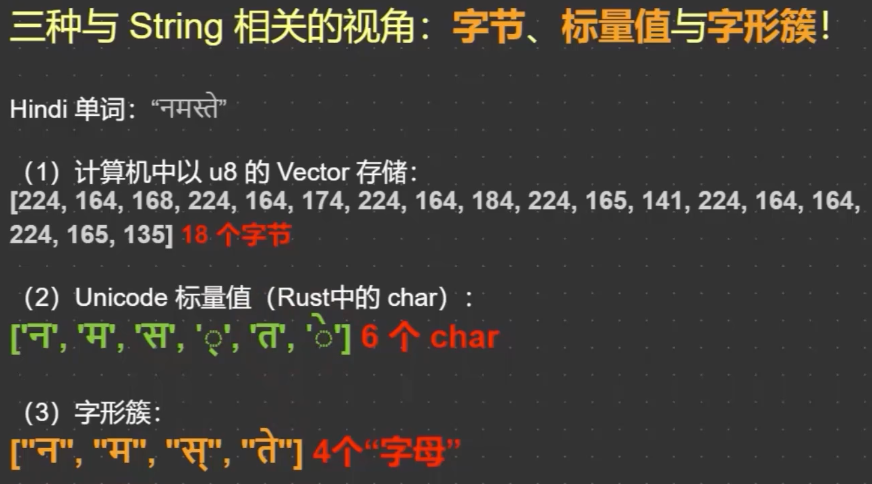 三种与 String 相关的视角：字节、标量值与字形簇！
Hindi 单词：“नमस्ते”
（1）计算机中以 u8 的 Vector 存储：
[224, 164, 168, 224, 164, 174, 224, 164, 184, 224, 165, 141, 224, 164, 164,
224, 165, 135] 18 个字节
（2）Unicode 标量值（Rust中的 char）：
['न', 'म', 'स', '्', 'त', 'े'] 6 个 char
（3）字形簇：
["न", "म", "स्", "ते"] 4个“字母”